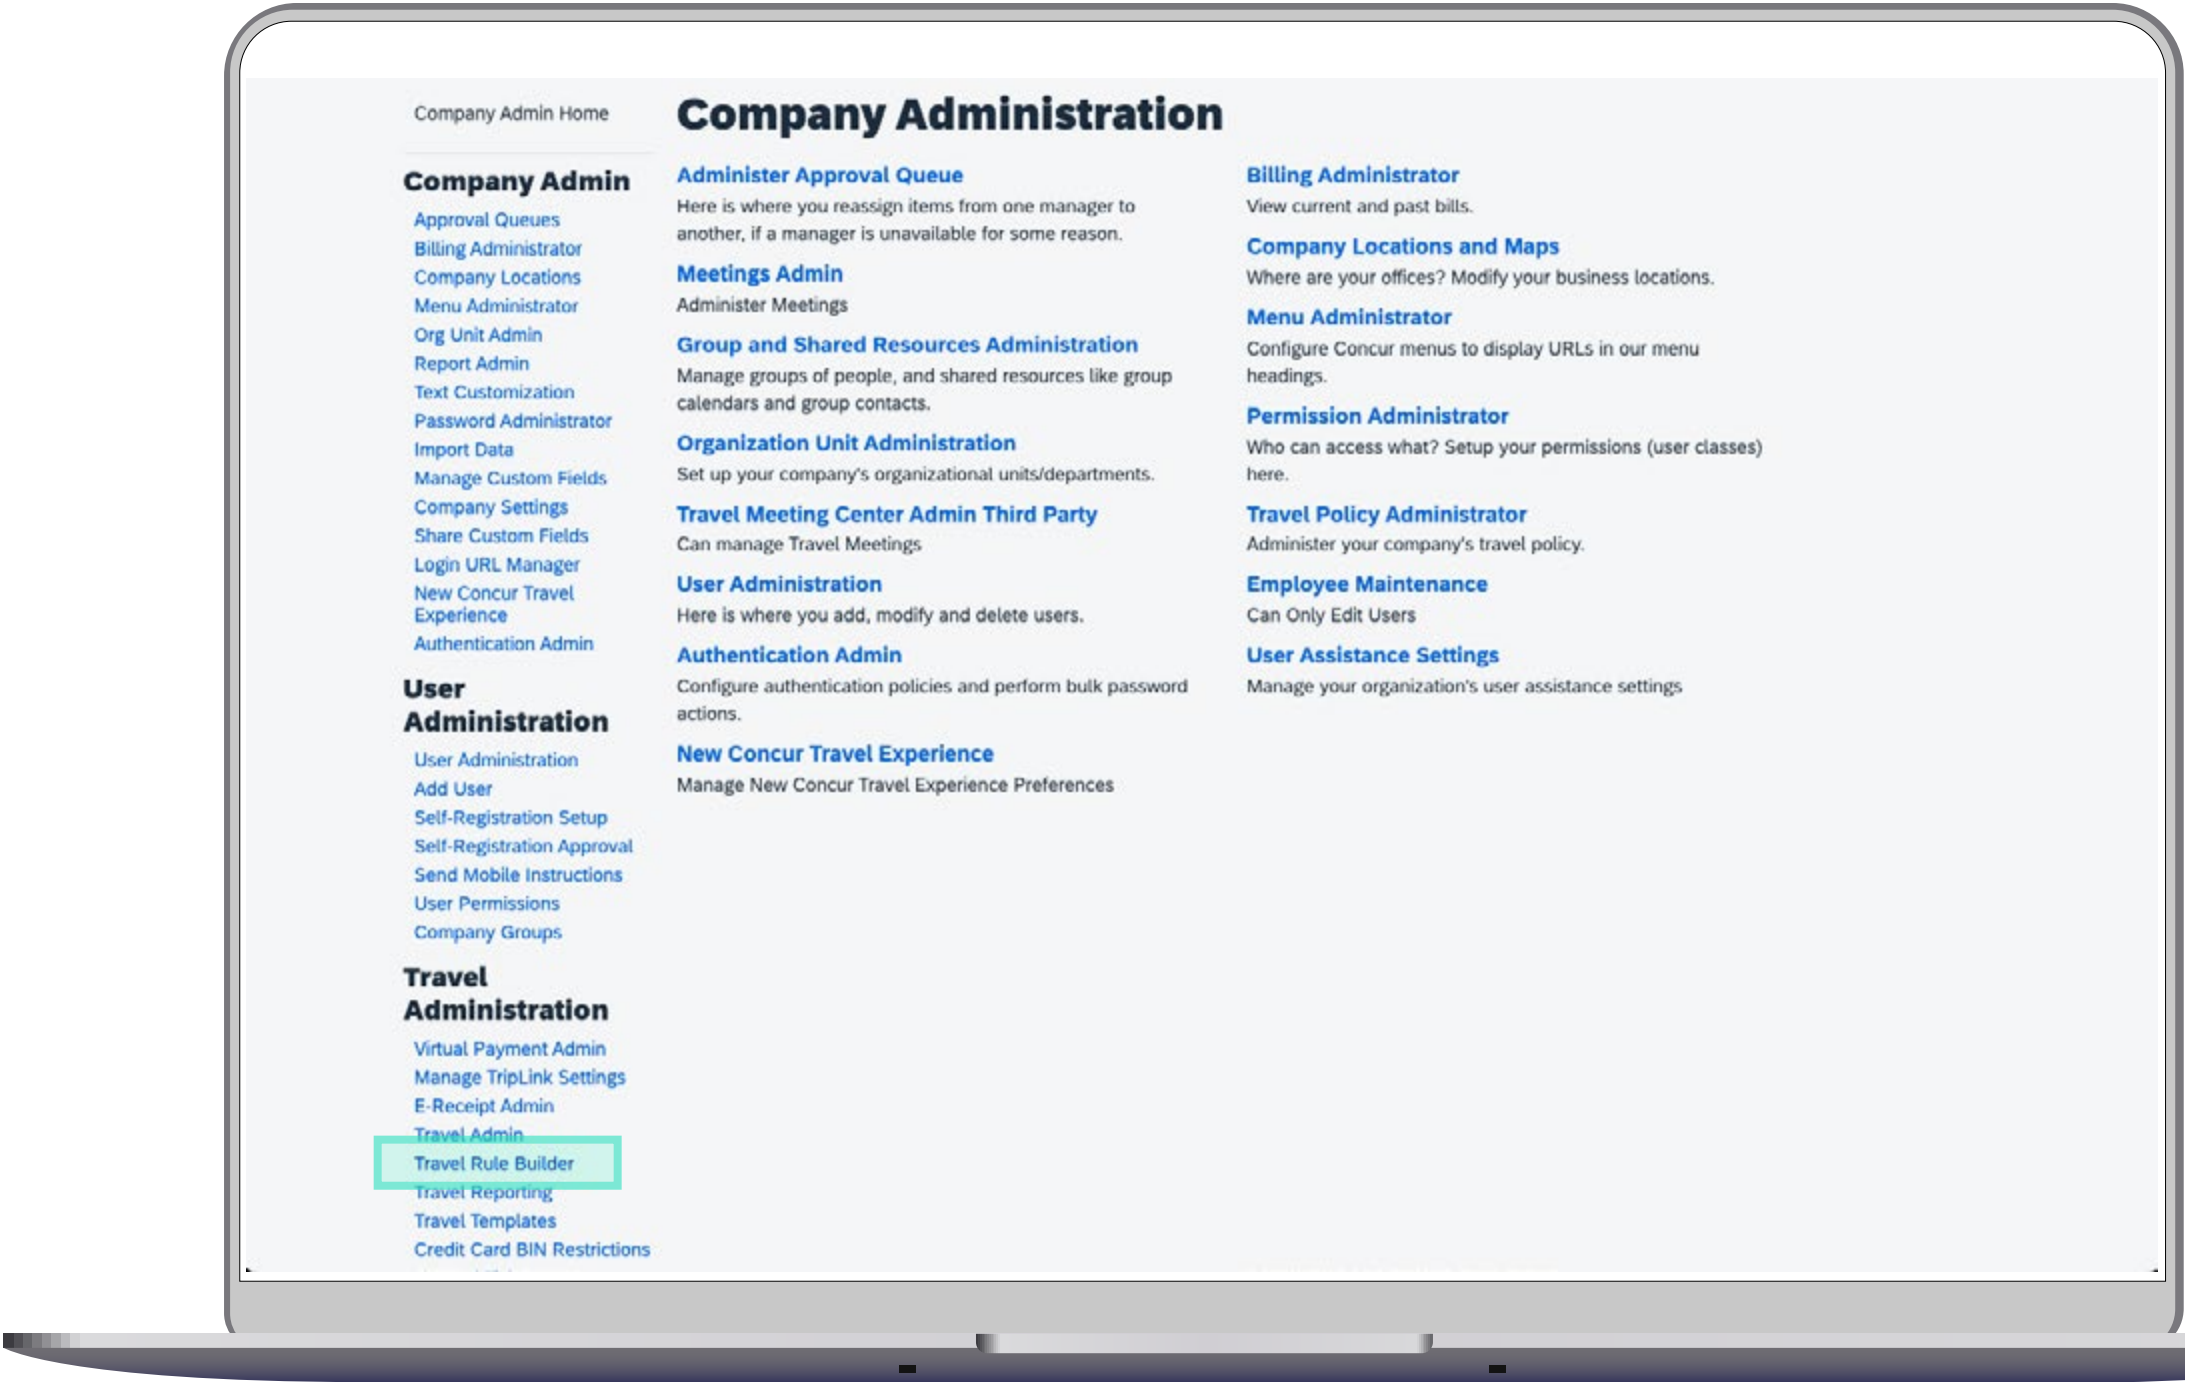 Company Admin Home
Company Admin
Approval Queues
Billing Administrator
Company Locations
Menu Administrator
Org Unit Admin
Report Admin
Text Customization
Password Administrator
Import Data
Manage Custom Fields
Company Settings
Share Custom Fields
Login URL Manager
New Concur Travel
Experience
Authentication Admin
User
Administration
User Administration
Add User
Self-Registration Setup
Self-Registration Approval
Send Mobile Instructions
User Permissions
Company Groups
Travel
Administration
Virtual Payment Admin
Manage TripLink Settings
E-Receipt Admin
Travel Admin
Travel Rule Builder
Travel Reporting
Travel Templates
Credit Card BIN Restrictions
Company Administration
Administer Approval Queue
Here is where you reassign items from one manager to
another, if a manager is unavailable for some reason.
Meetings Admin
Administer Meetings
Group and Shared Resources Administration
Manage groups of people, and shared resources like group
calendars and group contacts.
Organization Unit Administration
Set up your company's organizational units/departments.
Travel Meeting Center Admin Third Party
Can manage Travel Meetings
User Administration
Here is where you add, modify and delete users.
Authentication Admin
Configure authentication policies and perform bulk password
actions.
New Concur Travel Experience
Manage New Concur Travel Experience Preferences
Billing Administrator
View current and past bills.
Company Locations and Maps
Where are your offices? Modify your business locations.
Menu Administrator
Configure Concur menus to display URLs in our menu
headings.
Permission Administrator
Who can access what? Setup your permissions (user classes)
here.
Travel Policy Administrator
Administer your company's travel policy.
Employee Maintenance
Can Only Edit Users
User Assistance Settings
Manage your organization's user assistance settings